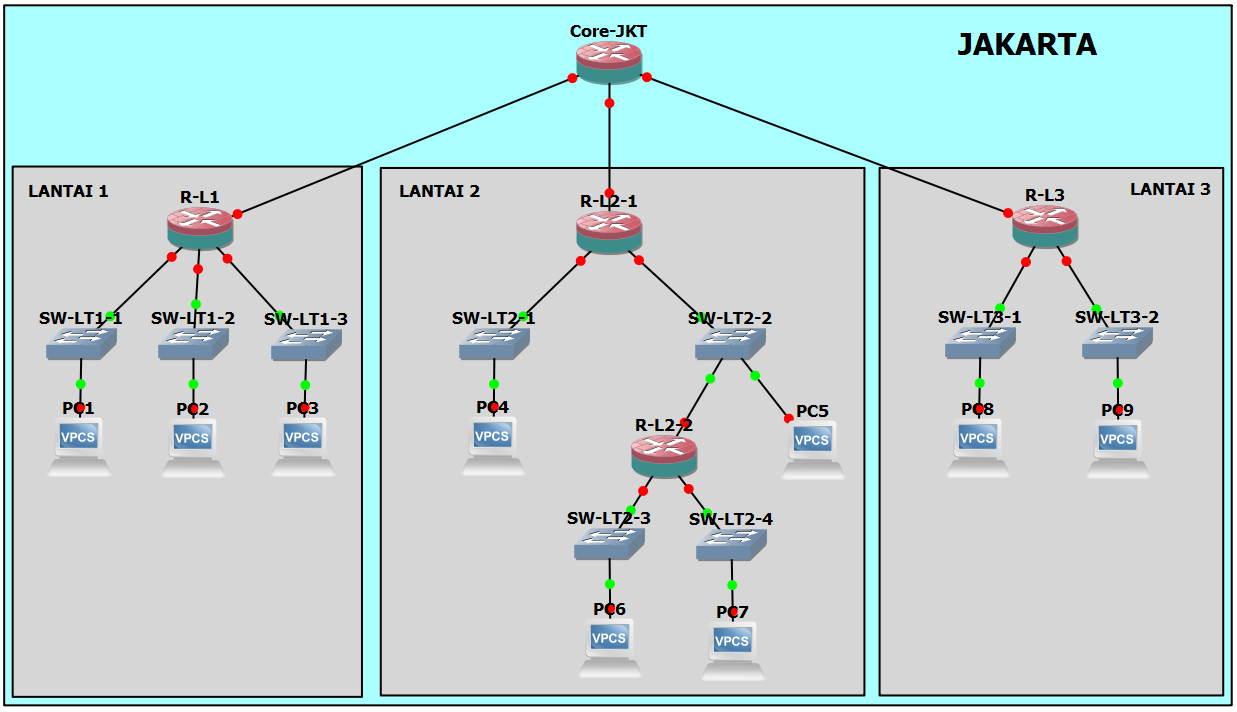 Core-JKT
JAKARTA
LANTAI 1
R-L1
SW-LT1-1
SW-LT1-2
SW-LT1-3
PC1
PC2
PC3
VPCS
VPCS
VPCS
LANTAI 2
R-L2-1
SW-LT2-1
SW-LT2-2
PC4
VPCS
R-L2-2
PC5
VPCS
SW-LT2-3
SW-LT2-4
PC6
PC7
VPCS
VPCS
LANTAI 3
R-L3
SW-LT3-1
SW-LT3-2
PC8
PC9
VPCS
VPCS